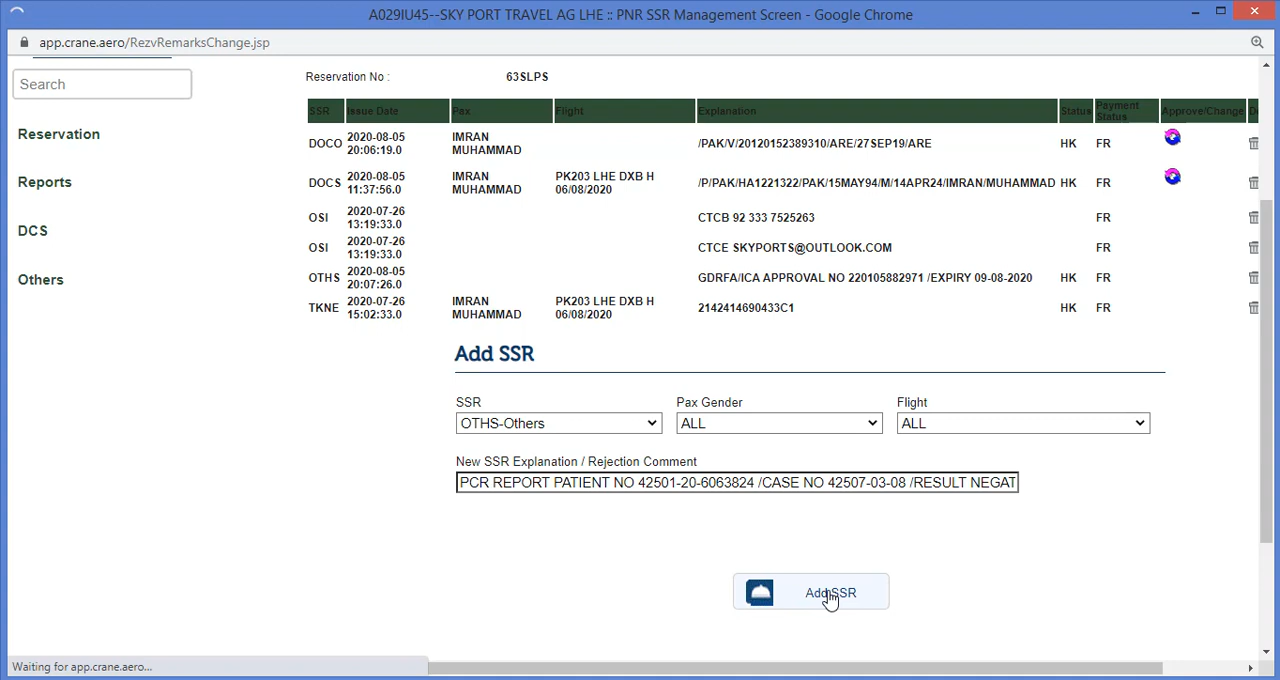 A029IU45--SKY PORT TRAVEL AG LHE :: PNR SSR Management Screen - Google Chrome
app.crane.aero/RezvRemarksChange.jsp
Search
Reservation
Reports
DCS
Others
Reservation No : 63SLPS
SSR Issue Date Pax Flight Explanation Status Payment Status Approve/Change
DOCO 2020-08-05 20:06:19.0 IMRAN MUHAMMAD /PAK/V/20120152389310/ARE/27SEP19/ARE HK FR
DOCS 2020-08-05 11:37:56.0 IMRAN MUHAMMAD PK203 LHE DXB H 06/08/2020 /P/PAK/HA1221322/PAK/15MAY94/M/14APR24/IMRAN/MUHAMMAD HK FR
OSI 2020-07-26 13:19:33.0 CTCB 92 333 7525263 FR
OSI 2020-07-26 13:19:33.0 CTCE SKYPORTS@OUTLOOK.COM FR
OTHS 2020-08-05 20:07:26.0 GDRFA/ICA APPROVAL NO 220105882971 /EXPIRY 09-08-2020 HK FR
TKNE 2020-07-26 15:02:33.0 IMRAN MUHAMMAD PK203 LHE DXB H 06/08/2020 2142414690433C1 HK FR
Add SSR
SSR Pax Gender Flight
OTHS-Others ALL ALL
New SSR Explanation / Rejection Comment
PCR REPORT PATIENT NO 42501-20-6063824 /CASE NO 42507-03-08 /RESULT NEGAT
Add SSR
Waiting for app.crane.aero...